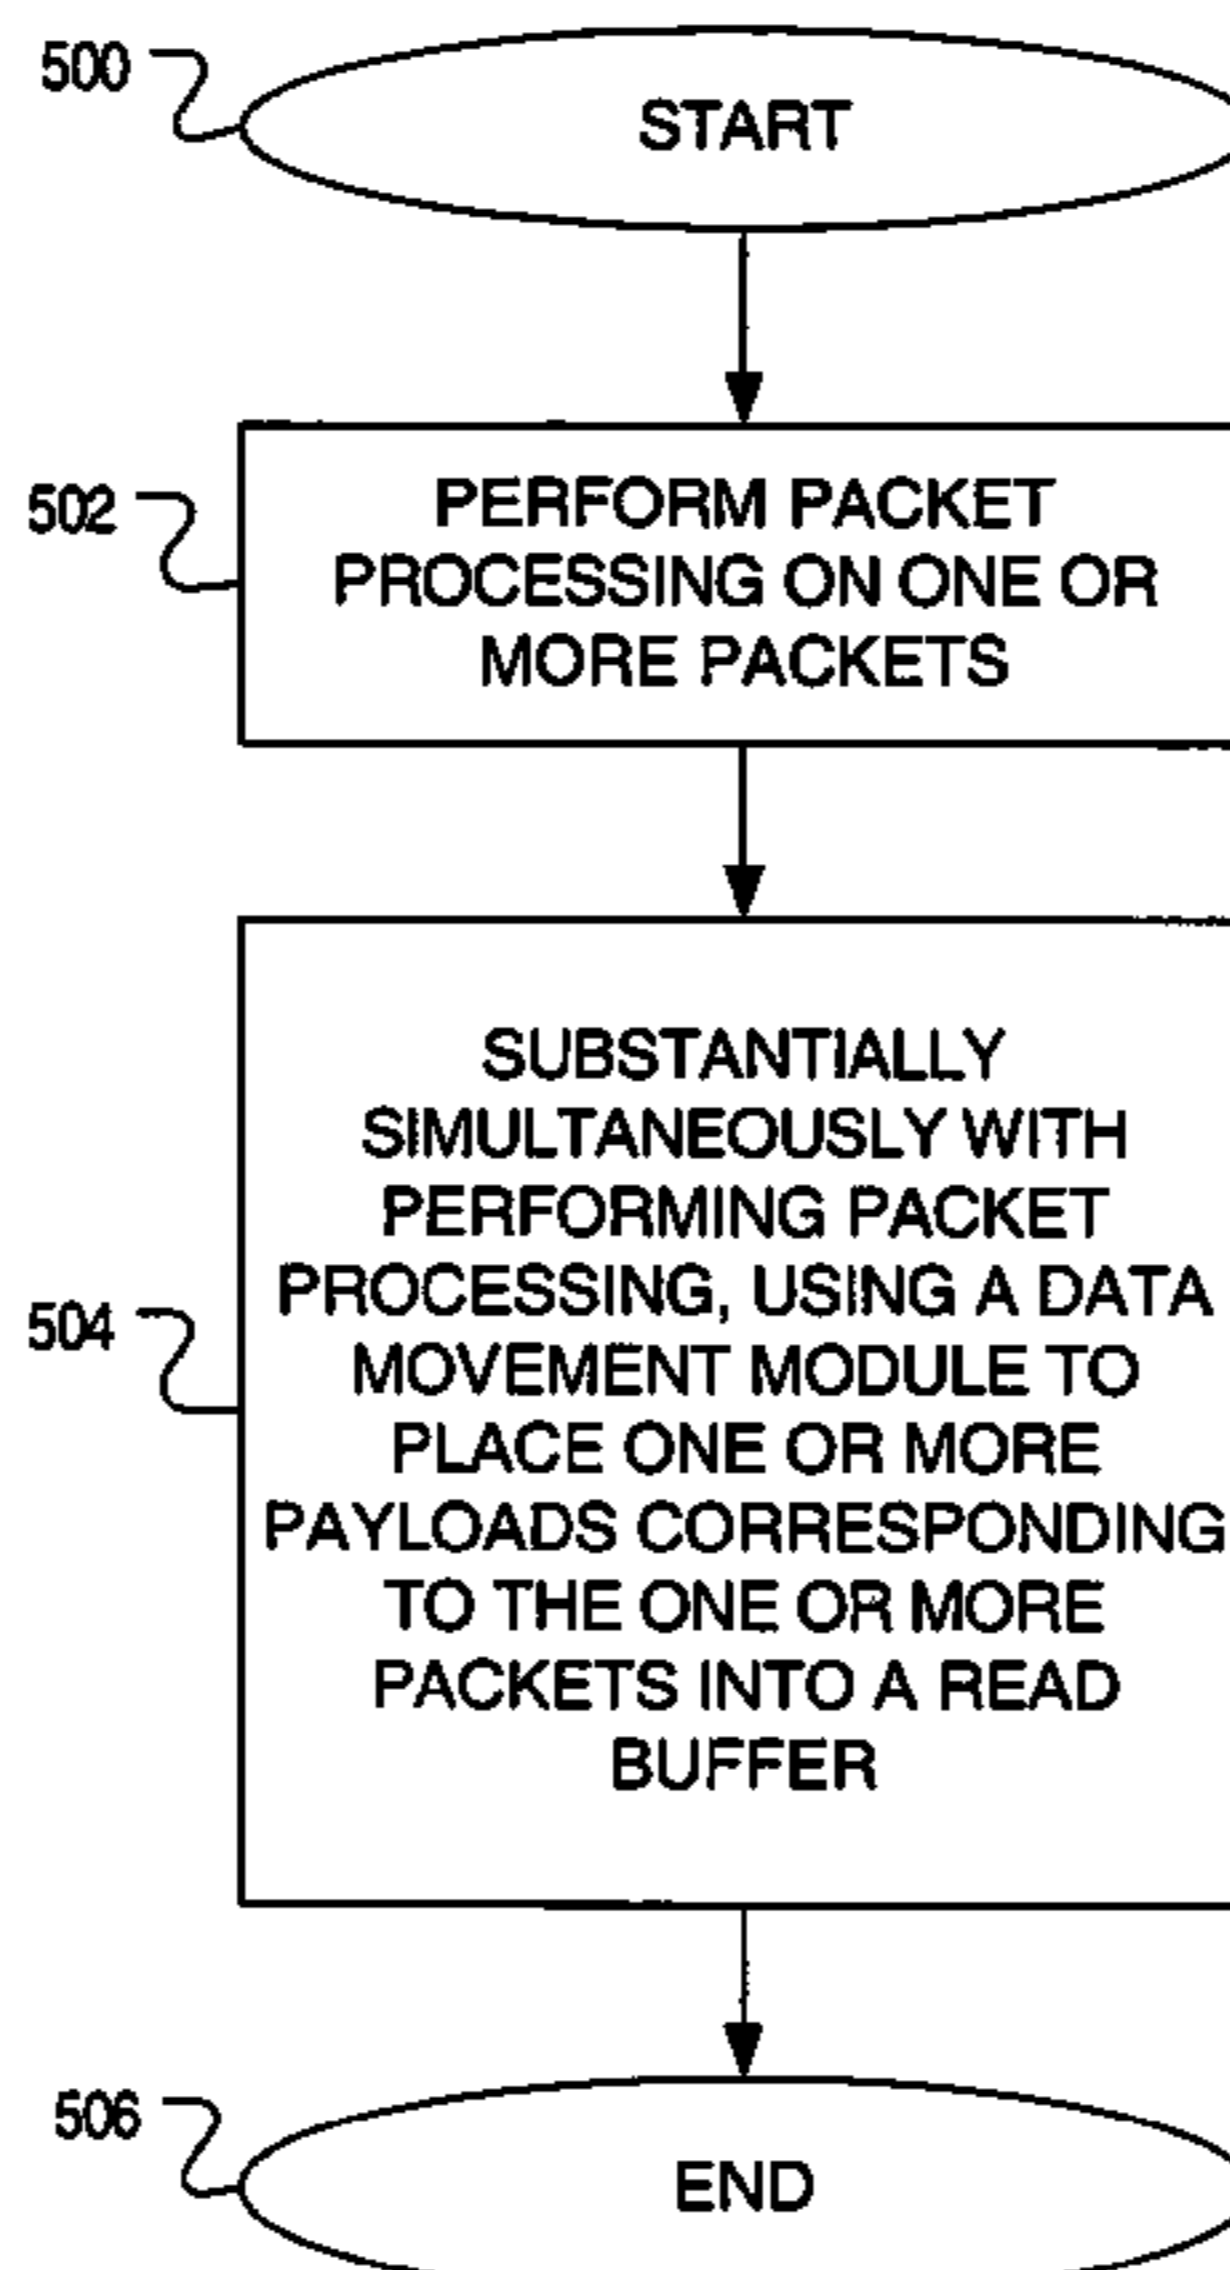 500
START
502
PERFORM PACKET
PROCESSING ON ONE OR
MORE PACKETS
504
SUBSTANTIALLY
SIMULTANEOUSLY WITH
PERFORMING PACKET
PROCESSING, USING A DATA
MOVEMENT MODULE TO
PLACE ONE OR MORE
PAYLOADS CORRESPONDING
TO THE ONE OR MORE
PACKETS INTO A READ
BUFFER
506
END